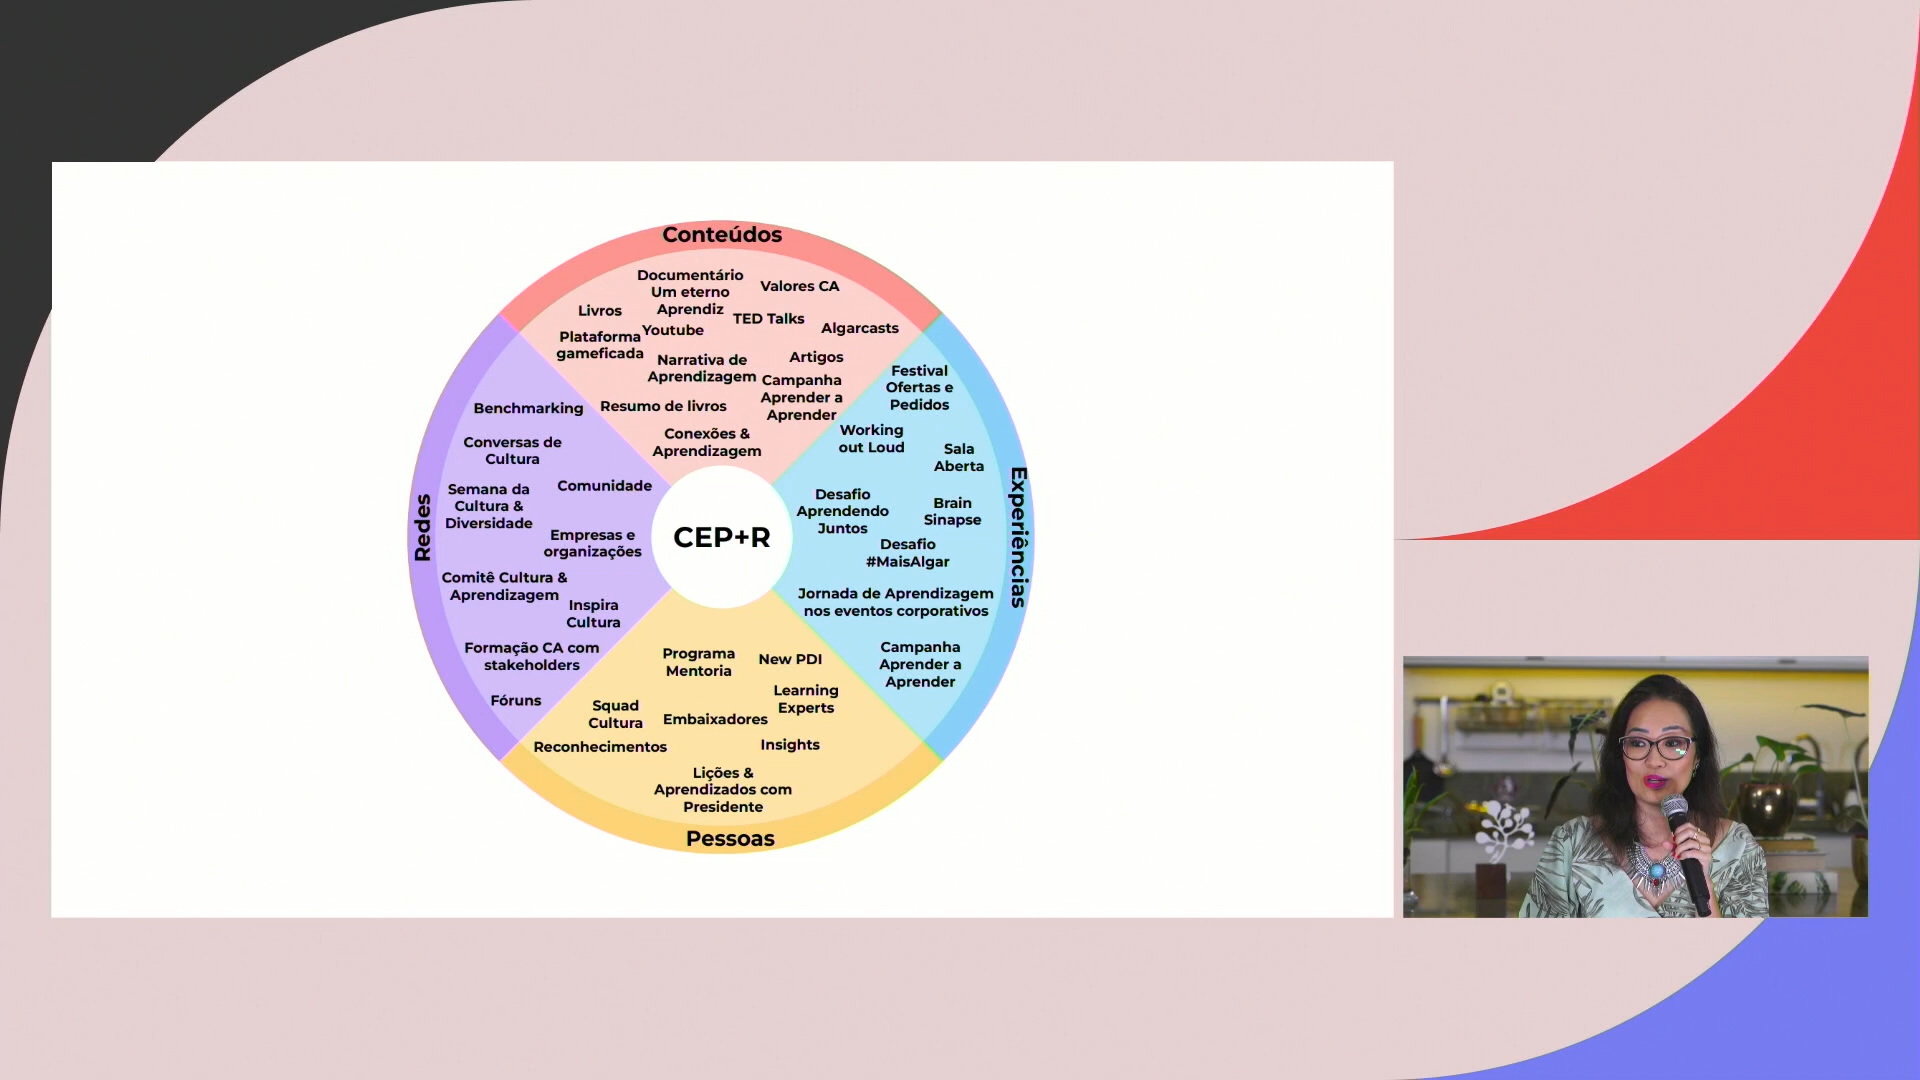 Conteúdos
Documentário
Um eterno
Aprendiz
Valores CA
Livros
TED Talks
Youtube
Algarcasts
Plataforma
gameficada
Narrativa de
Aprendizagem
Artigos
Campanha
Aprender a
Aprender
Resumo de livros
Conexões &
Aprendizagem
Experiências
Festival
Ofertas e
Pedidos
Working
out Loud
Sala
Aberta
Desafio
Aprendendo
Juntos
Brain
Sinapse
Desafio
#MaisAlgar
Jornada de Aprendizagem
nos eventos corporativos
Campanha
Aprender a
Aprender
CEP+R
Redes
Benchmarking
Conversas de
Cultura
Comunidade
Semana da
Cultura &
Diversidade
Empresas e
organizações
Comitê Cultura &
Aprendizagem
Inspira
Cultura
Formação CA com
stakeholders
Fóruns
Programa
Mentoria
New PDI
Learning
Experts
Squad
Cultura
Embaixadores
Reconhecimentos
Insights
Lições &
Aprendizados com
Presidente
Pessoas